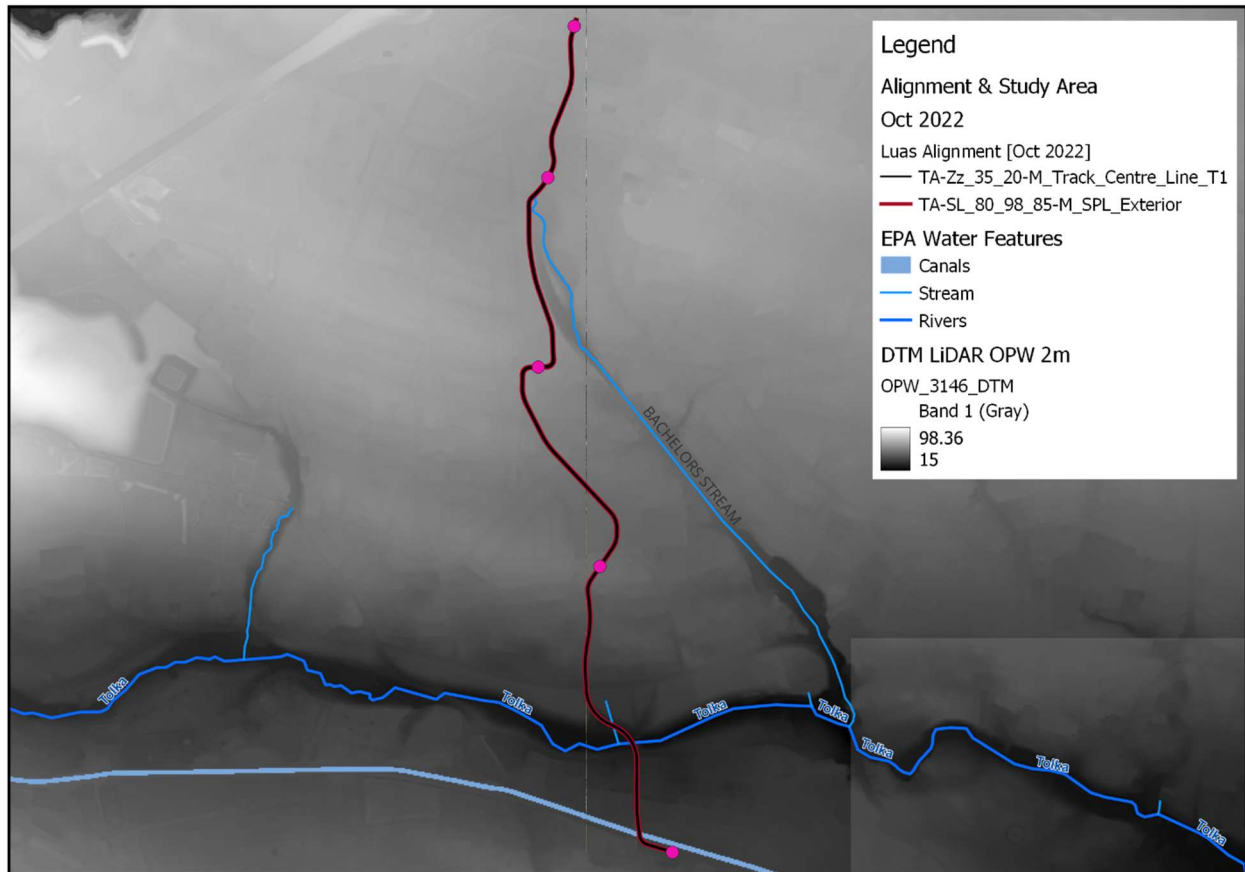 Legend
Alignment & Study Area
Oct 2022
Luas Alignment [Oct 2022]
TA-Zz_35_20-M_Track_Centre_Line_T1
TA-SL_80_98_85-M_SPL_Exterior
EPA Water Features
Canals
Stream
Rivers
DTM LiDAR OPW 2m
OPW_3146_DTM
Band 1 (Gray)
98.36
15
BACHELORS STREAM
Tolka
Tolka
Tolka
Tolka
Tolka
Tolka
Tolka